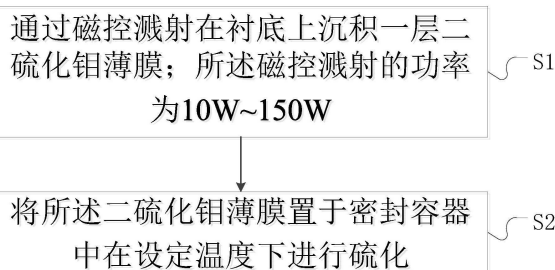 通过磁控溅射在衬底上沉积一层二
硫化钼薄膜；所述磁控溅射的功率
为10W~150W
S1
将所述二硫化钼薄膜置于密封容器
中在设定温度下进行硫化
S2